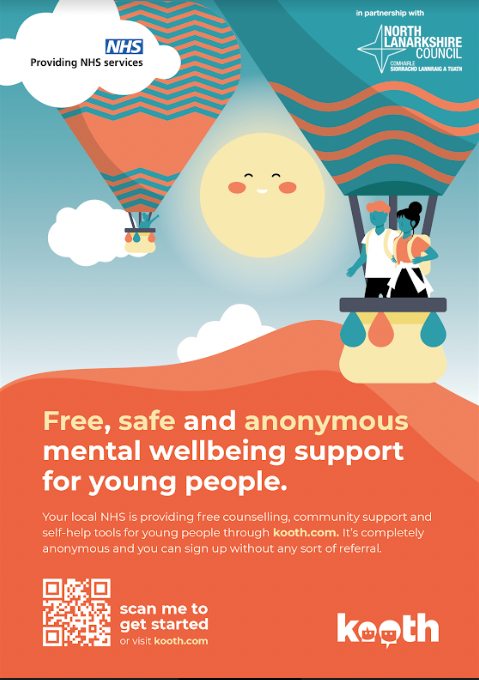 in partnership with
NHS
Providing NHS services
NORTH
LANARKSHIRE
COUNCIL
COMHAIRLE
SIORRACHD LANNRAIG A TUATH
Free, safe and anonymous
mental wellbeing support
for young people.
Your local NHS is providing free counselling, community support and
self-help tools for young people through kooth.com. It's completely
anonymous and you can sign up without any sort of referral.
scan me to
get started
or visit kooth.com
kooth